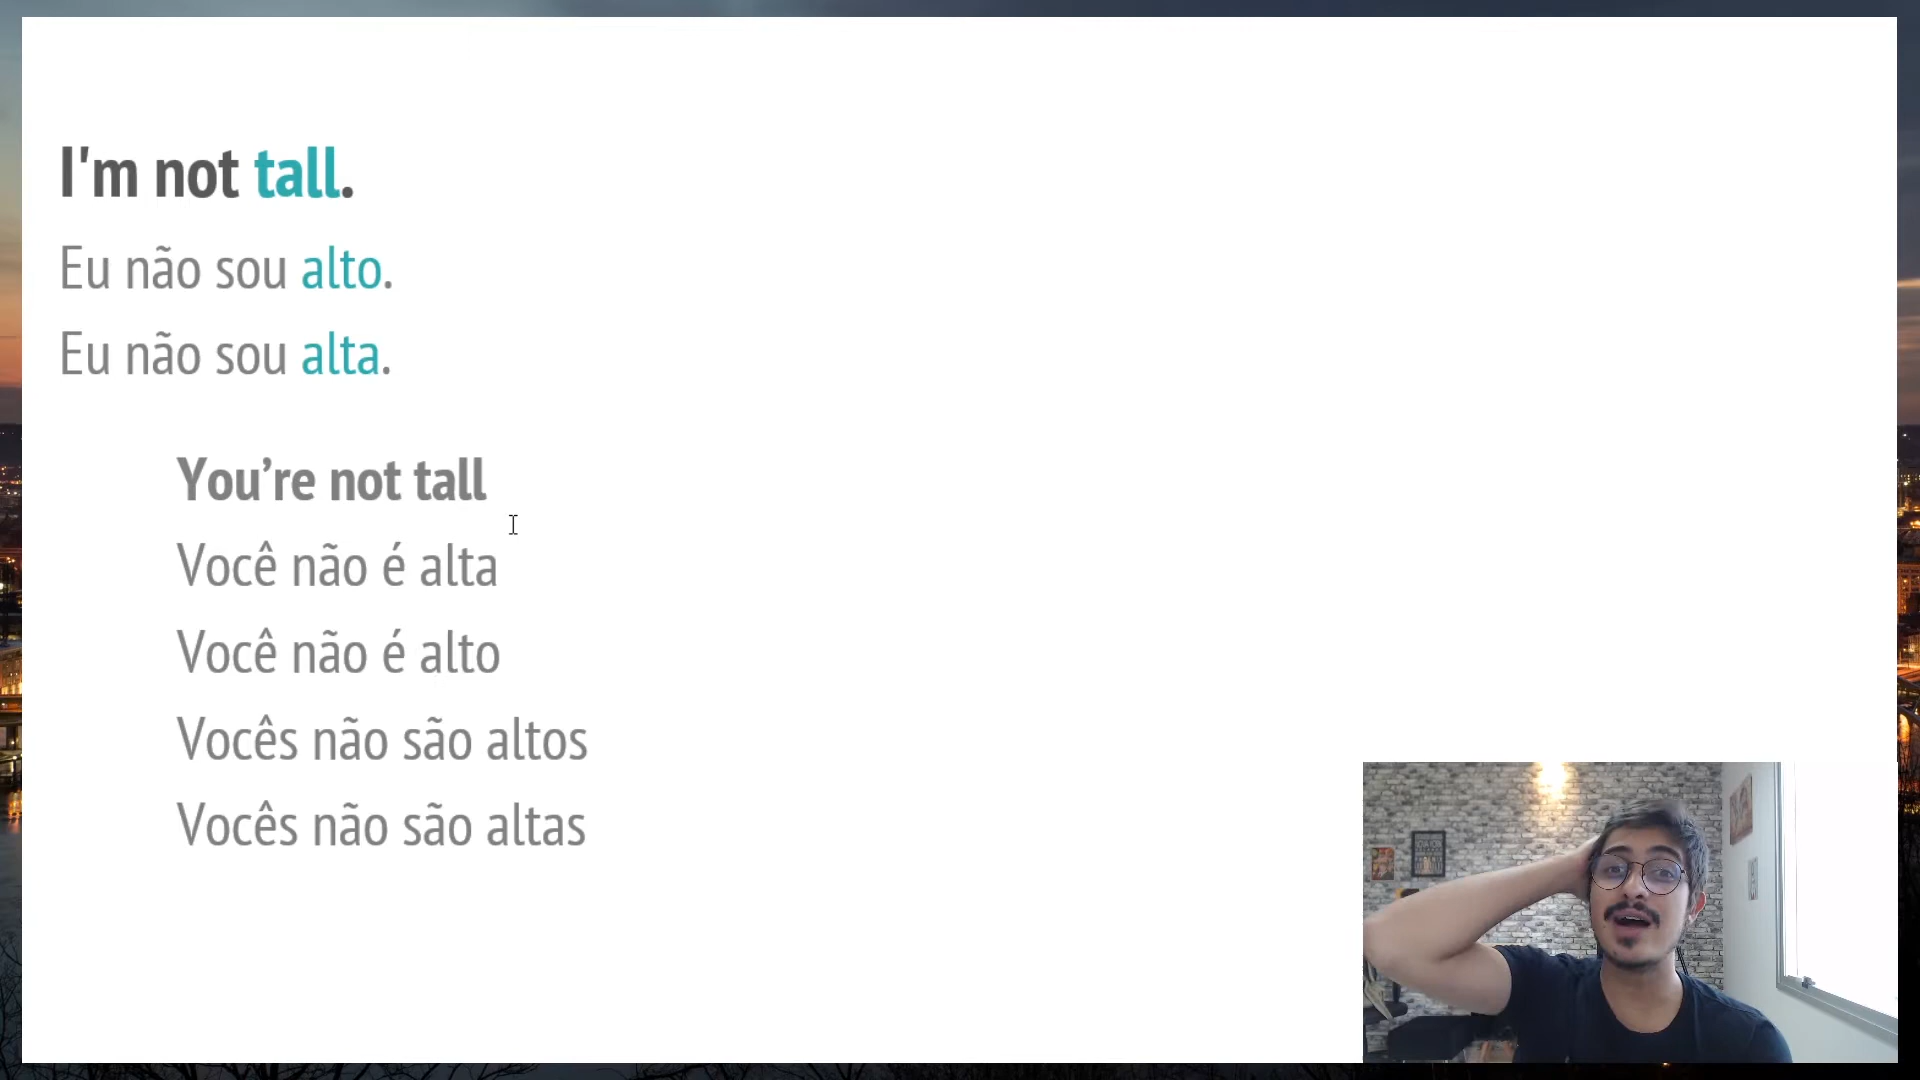 I'm not tall.
Eu não sou alto.
Eu não sou alta.
You’re not tall
Você não é alta
Você não é alto
Vocês não são altos
Vocês não são altas